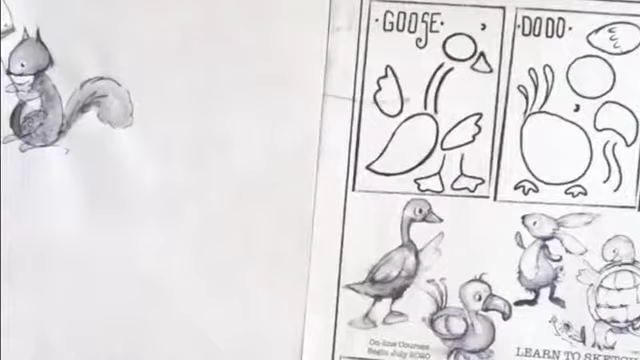 ·GOOSE·
·DODO·
On-line Courses
Begin July 2020
LEARN TO SKETCH